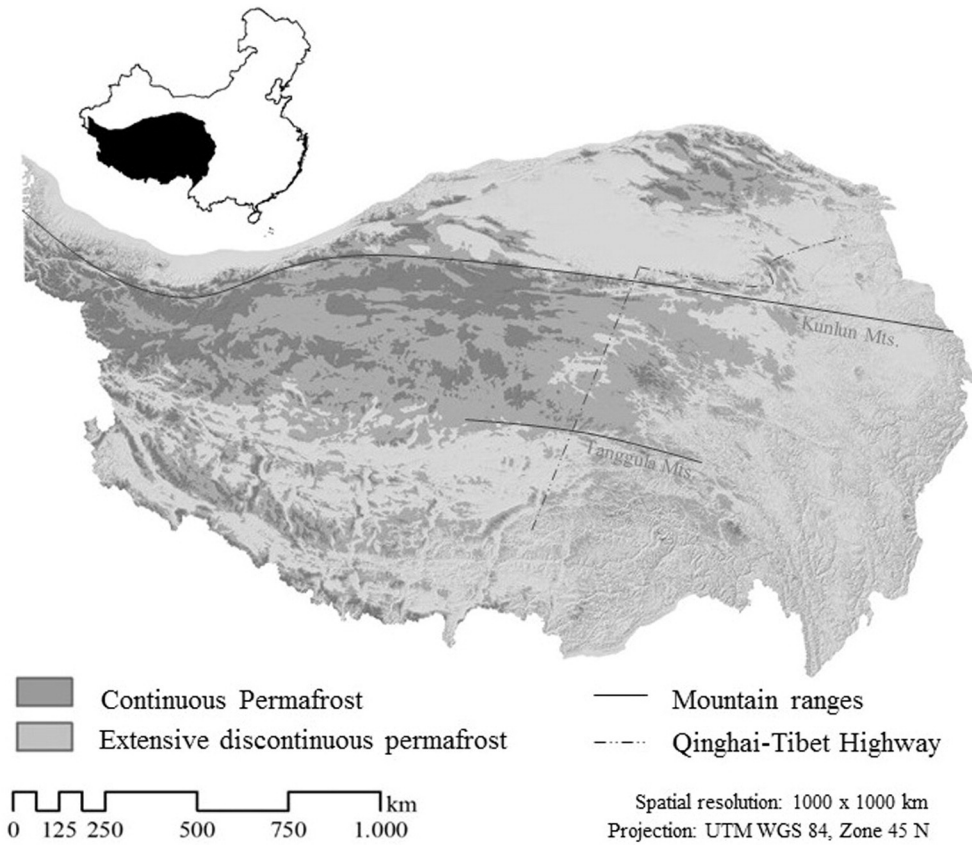 Kunlun Mts.
Tanggula Mts.
Continuous Permafrost
Extensive discontinuous permafrost
Mountain ranges
Qinghai-Tibet Highway
km
0 125 250 500 750 1.000
Spatial resolution: 1000 x 1000 km
Projection: UTM WGS 84, Zone 45 N